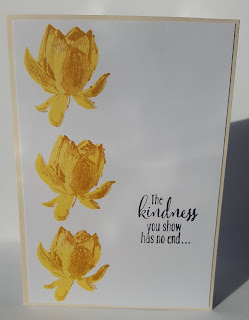 The
kindness
you show
has no end...